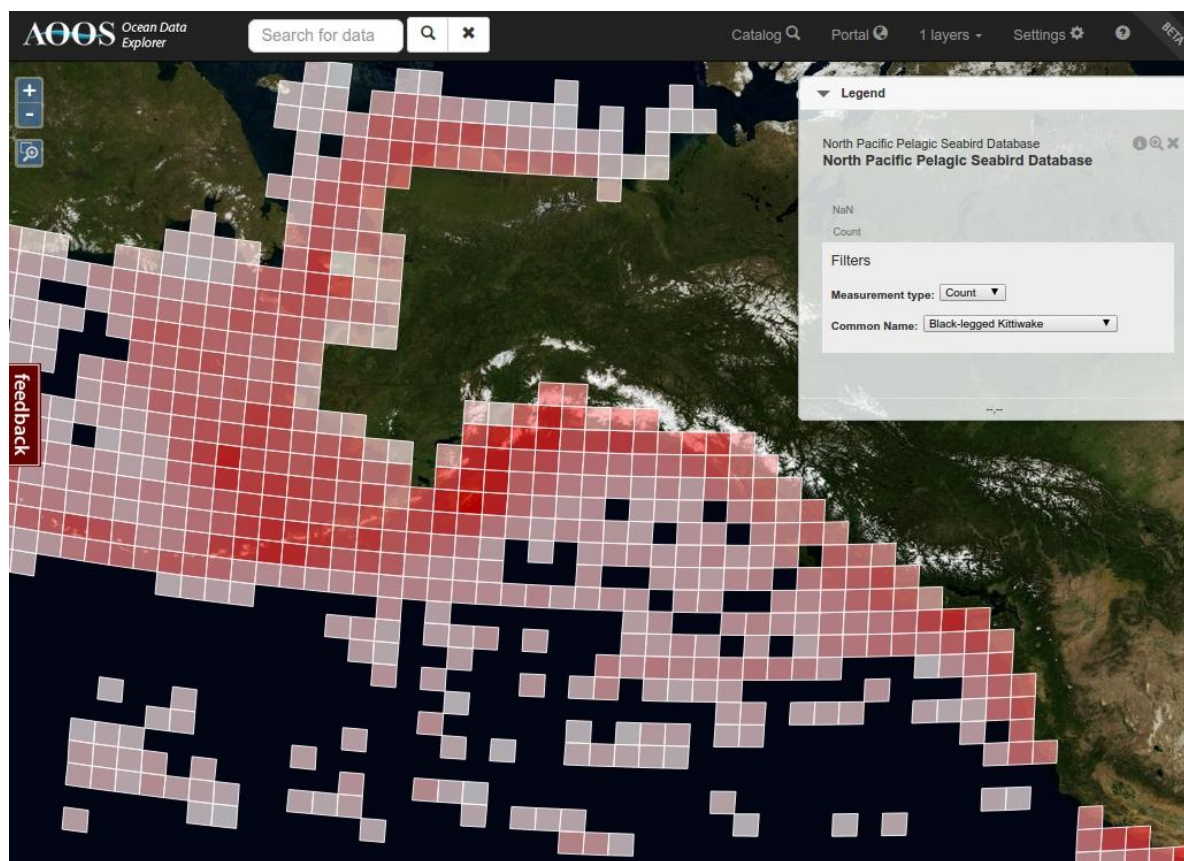 AOOS Ocean Data Explorer
Search for data
Catalog
Portal
1 layers
Settings
?
BETA
+
-
Legend
North Pacific Pelagic Seabird Database
North Pacific Pelagic Seabird Database
NaN
Count
Filters
Measurement type: Count
Common Name: Black-legged Kittiwake
--.--
feedback